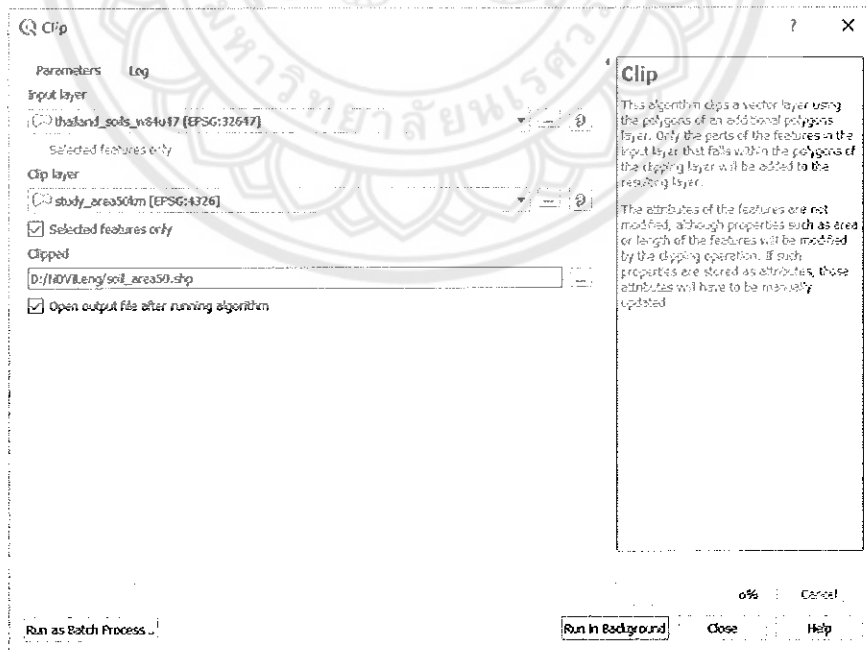 Clip
? X
Parameters Log
Input layer
thailand_soils_w84u47 [EPSG:32647]
Selected features only
Clip layer
study_area50km [EPSG:4326]
Selected features only
Clipped
D:/NOVILeng/soil_area50.shp
Open output file after running algorithm
Clip
This algorithm clips a vector layer using
the polygons of an additional polygons
layer. Only the parts of the features in the
input layer that falls within the polygons of
the clipping layer will be added to the
resulting layer.
The attributes of the features are not
modified, although properties such as area
or length of the features will be modified
by the clipping operation. If such
properties are stored as attributes, those
attributes will have to be manually
updated.
0% Cancel
Run as Batch Process... Run in Background Close Help